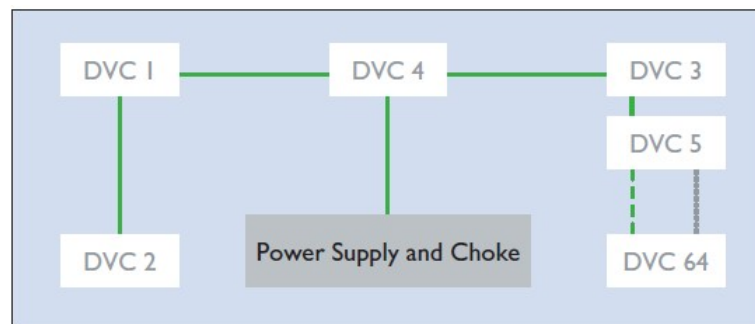 DVC 1
DVC 4
DVC 3
DVC 5
DVC 2
Power Supply and Choke
DVC 64